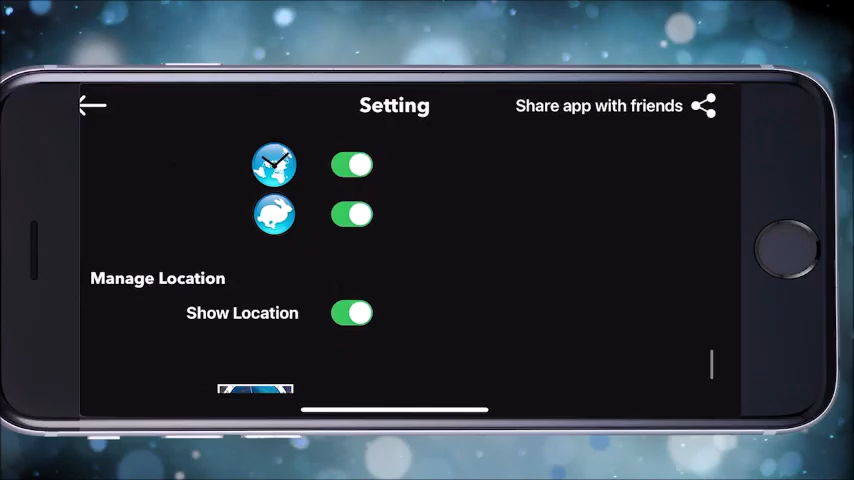 Setting
Share app with friends
Manage Location
Show Location